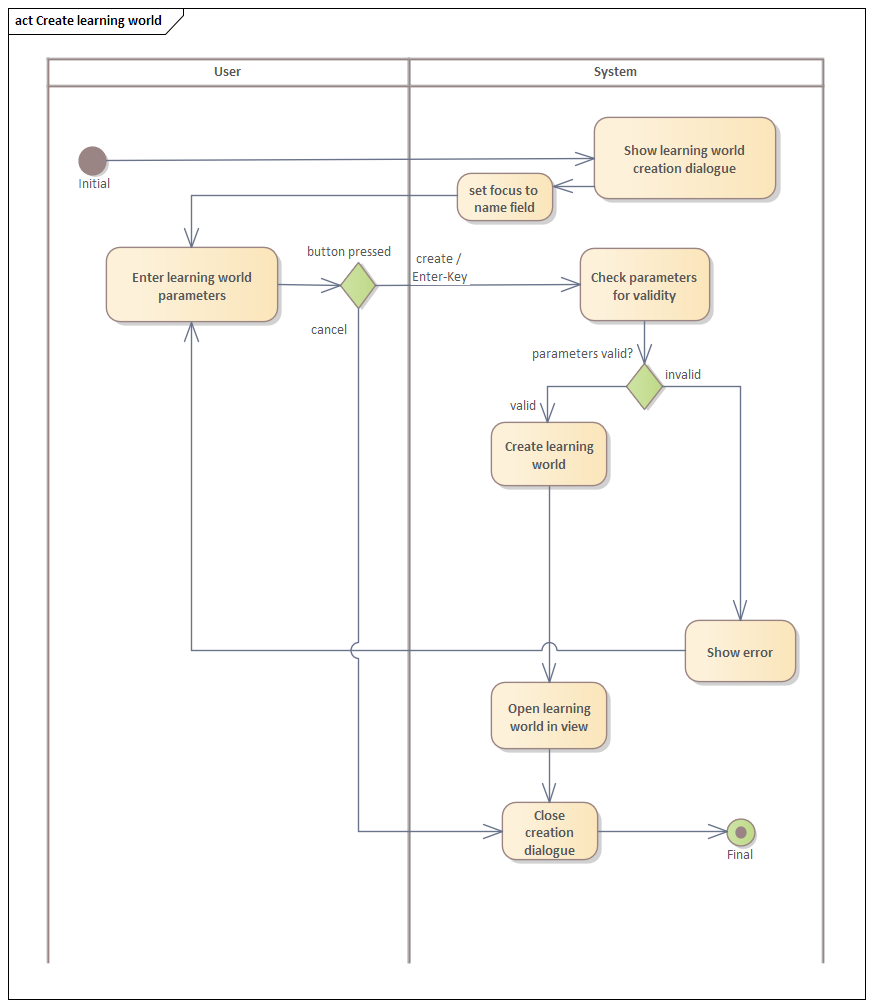 act Create learning world
User
System
Show learning world
creation dialogue
Initial
set focus to
name field
button pressed
create /
Enter-Key
Enter learning world
parameters
Check parameters
for validity
cancel
parameters valid?
invalid
valid
Create learning
world
Show error
Open learning
world in view
Close
creation
dialogue
Final